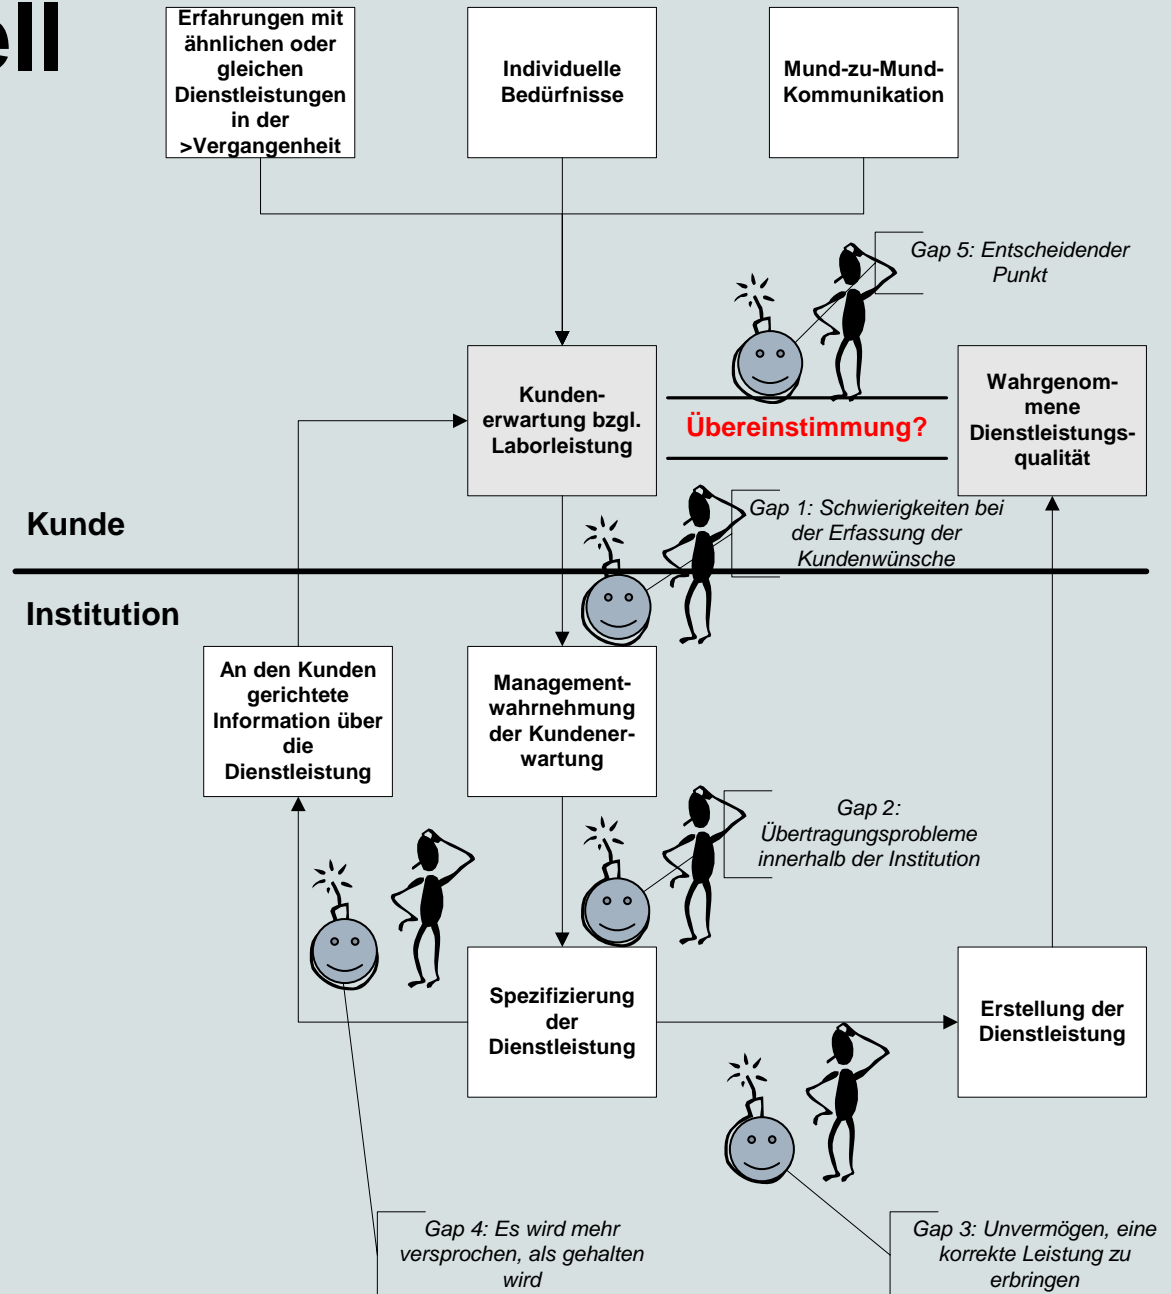 ell
Erfahrungen mit
ähnlichen oder
gleichen
Dienstleistungen
in der
>Vergangenheit
Individuelle
Bedürfnisse
Mund-zu-Mund-
Kommunikation
Gap 5: Entscheidender
Punkt
Kunden-
erwartung bzgl.
Laborleistung
Übereinstimmung?
Wahrgenom-
mene
Dienstleistungs-
qualität
Gap 1: Schwierigkeiten bei
der Erfassung der
Kundenwünsche
Kunde
Institution
An den Kunden
gerichtete
Information über
die
Dienstleistung
Management-
wahrnehmung
der Kundener-
wartung
Gap 2:
Übertragungsprobleme
innerhalb der Institution
Spezifizierung
der
Dienstleistung
Erstellung der
Dienstleistung
Gap 4: Es wird mehr
versprochen, als gehalten
wird
Gap 3: Unvermögen, eine
korrekte Leistung zu
erbringen